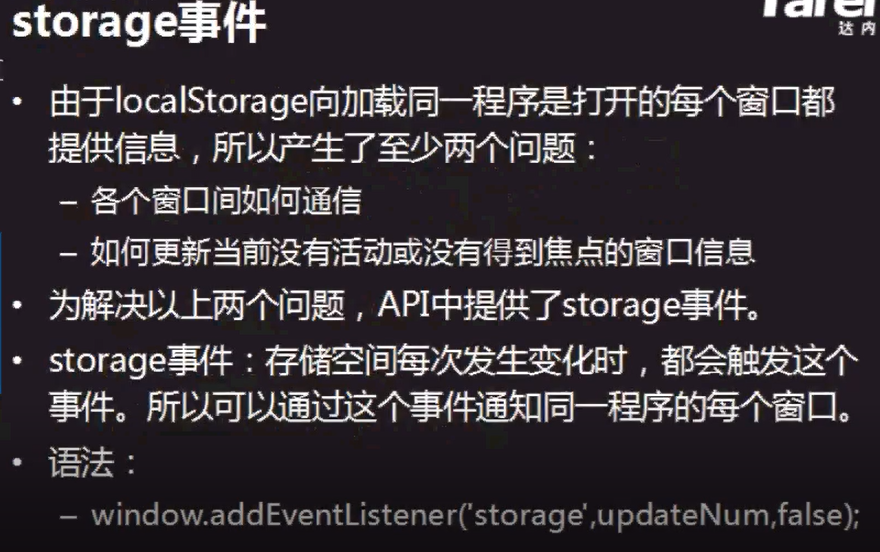 storage事件
达内
• 由于localStorage向加载同一程序是打开的每个窗口都
提供信息，所以产生了至少两个问题：
– 各个窗口间如何通信
– 如何更新当前没有活动或没有得到焦点的窗口信息
• 为解决以上两个问题，API中提供了storage事件。
• storage事件：存储空间每次发生变化时，都会触发这个
事件。所以可以通过这个事件通知同一程序的每个窗口。
• 语法：
– window.addEventListener('storage',updateNum,false);